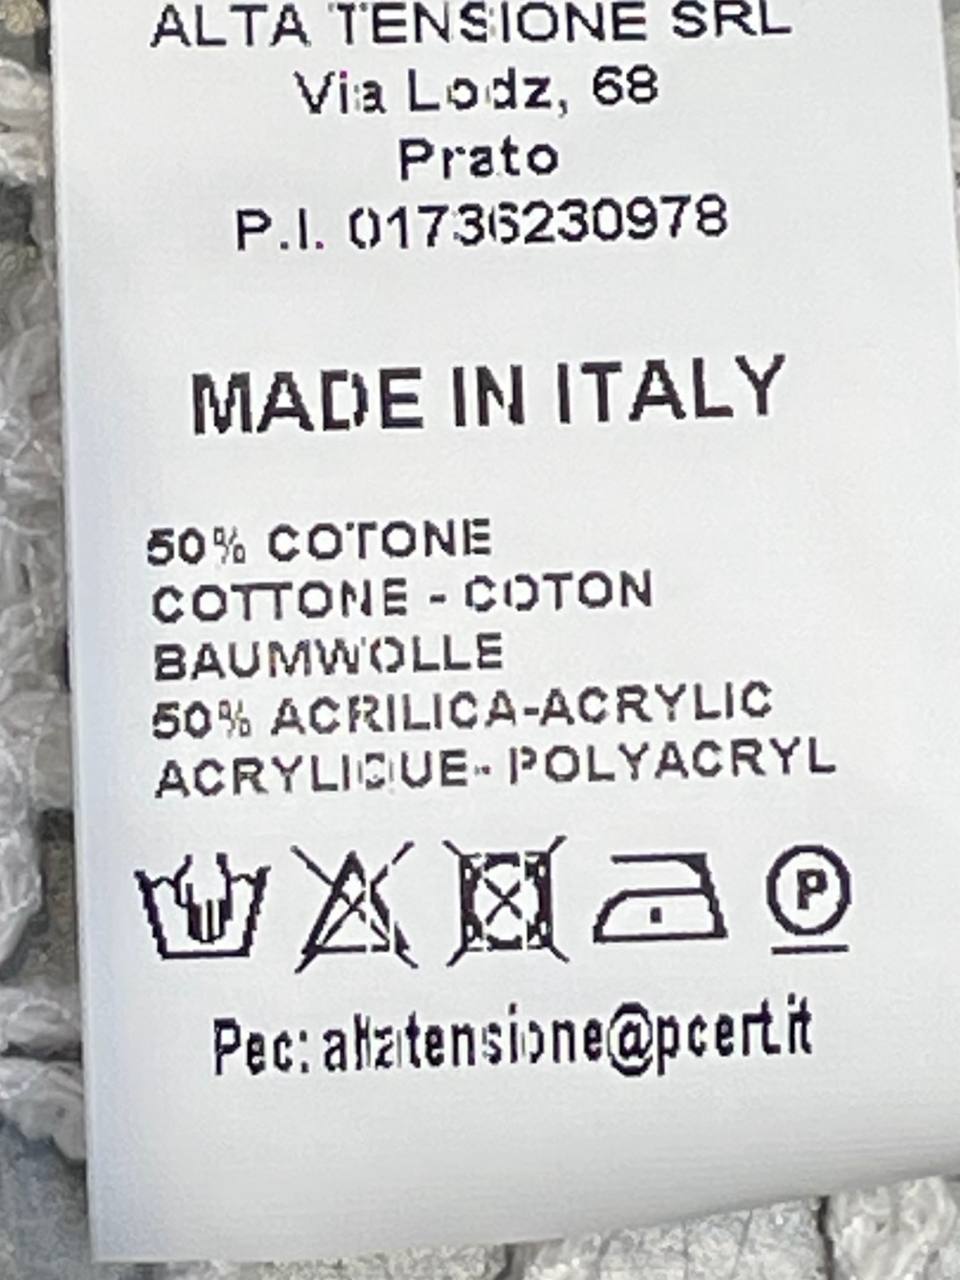 ALTA TENSIONE SRL
Via Lodz, 68
Prato
P.I. 01736230978
MADE IN ITALY
50% COTONE
COTTONE - COTON
BAUMWOLLE
50% ACRILICA-ACRYLIC
ACRYLIQUE- POLYACRYL
P
Pec: altatensione@pcert.it